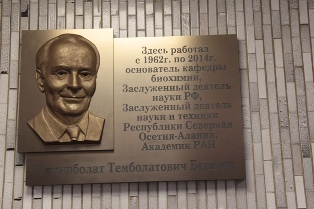 Здесь работал
с 1962г. по 2014г.
основатель кафедры
биохимии,
Заслуженный деятель
науки РФ,
Заслуженный деятель
науки и техники
Республики Северная
Осетия-Алания,
Академик РАН
Темболатович